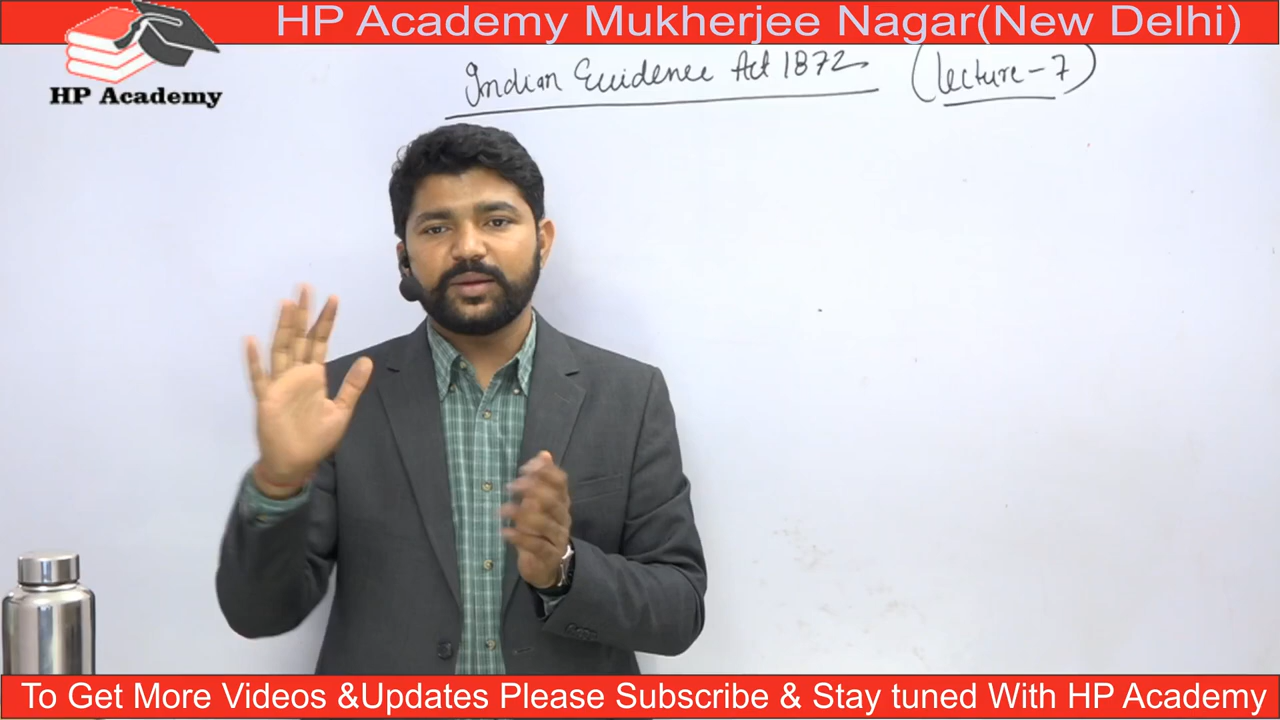 HP Academy Mukherjee Nagar(New Delhi)
HP Academy
Indian Evidence Act 1872 (Lecture-7)
To Get More Videos &Updates Please Subscribe & Stay tuned With HP Academy